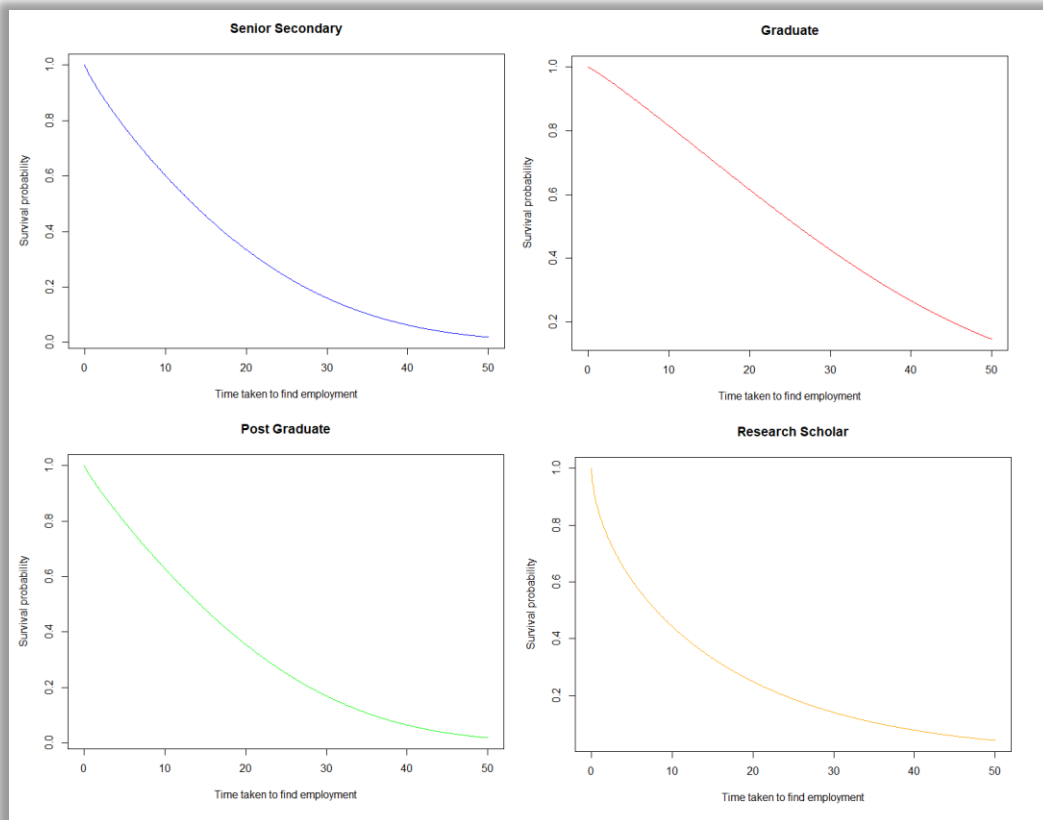 Senior Secondary
Survival probability
1.0
0.8
0.6
0.4
0.2
0.0
0 10 20 30 40 50
Time taken to find employment
Graduate
Survival probability
1.0
0.8
0.6
0.4
0.2
0 10 20 30 40 50
Time taken to find employment
Post Graduate
Survival probability
1.0
0.8
0.6
0.4
0.2
0.0
0 10 20 30 40 50
Time taken to find employment
Research Scholar
Survival probability
1.0
0.8
0.6
0.4
0.2
0 10 20 30 40 50
Time taken to find employment